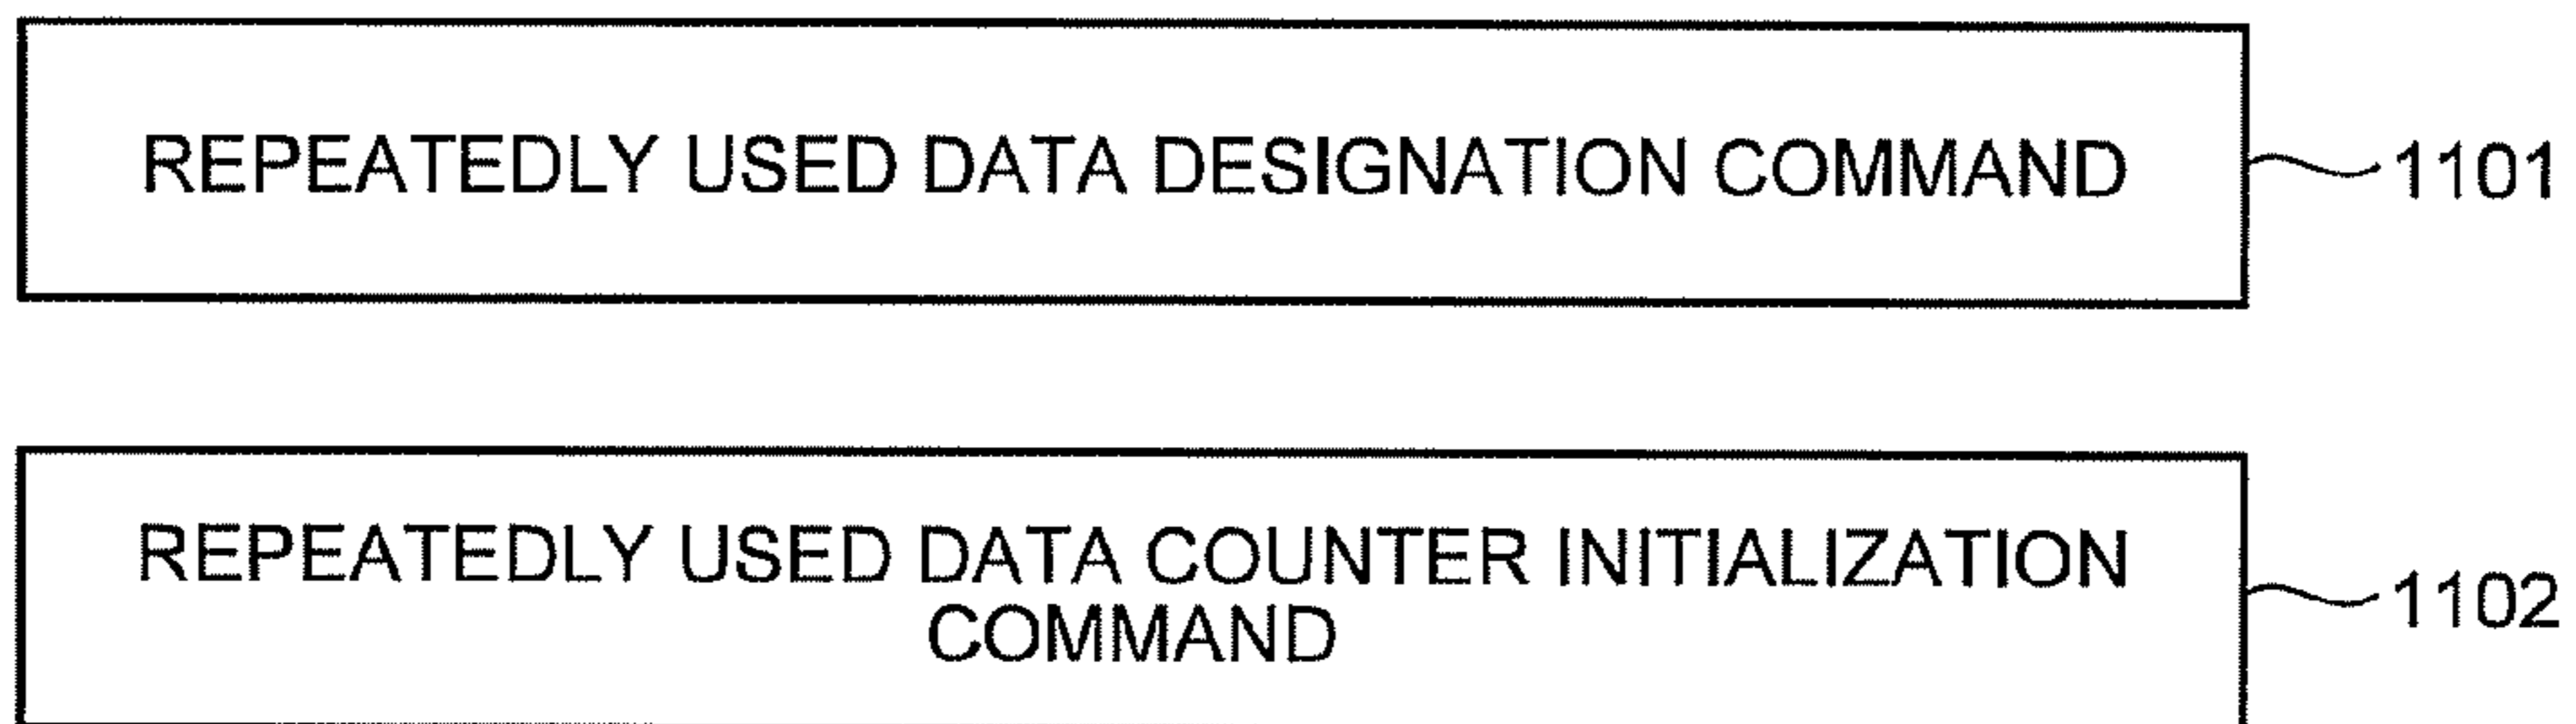 REPEATEDLY USED DATA DESIGNATION COMMAND
1101
REPEATEDLY USED DATA COUNTER INITIALIZATION
COMMAND
1102